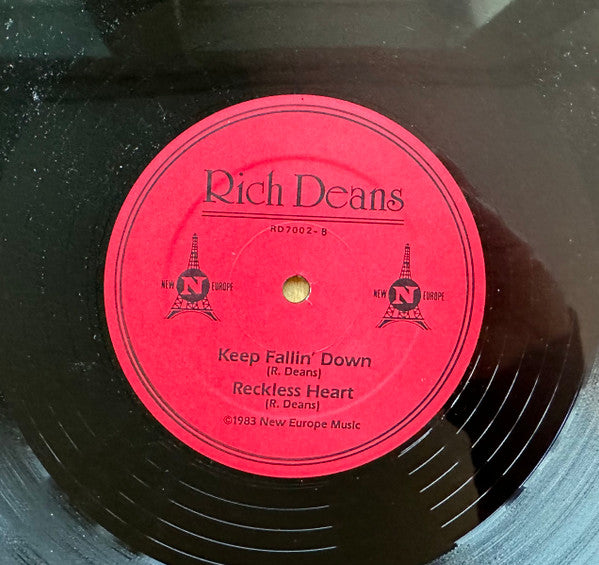 Rich Deans
RD7002-B
NEW N EUROPE
NEW N EUROPE
Keep Fallin' Down
(R. Deans)
Reckless Heart
(R. Deans)
©1983 New Europe Music